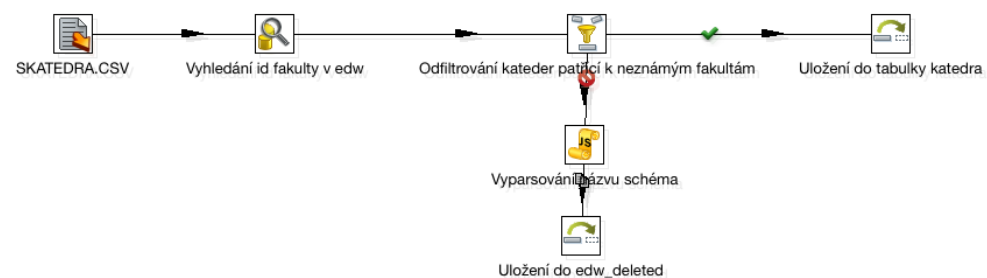 SKATEDRA.CSV
Vyhledání id fakulty v edw
Odfiltrování kateder patřící k neznámým fakultám
Uložení do tabulky katedra
JS
Vyparsování názvu schéma
Uložení do edw_deleted